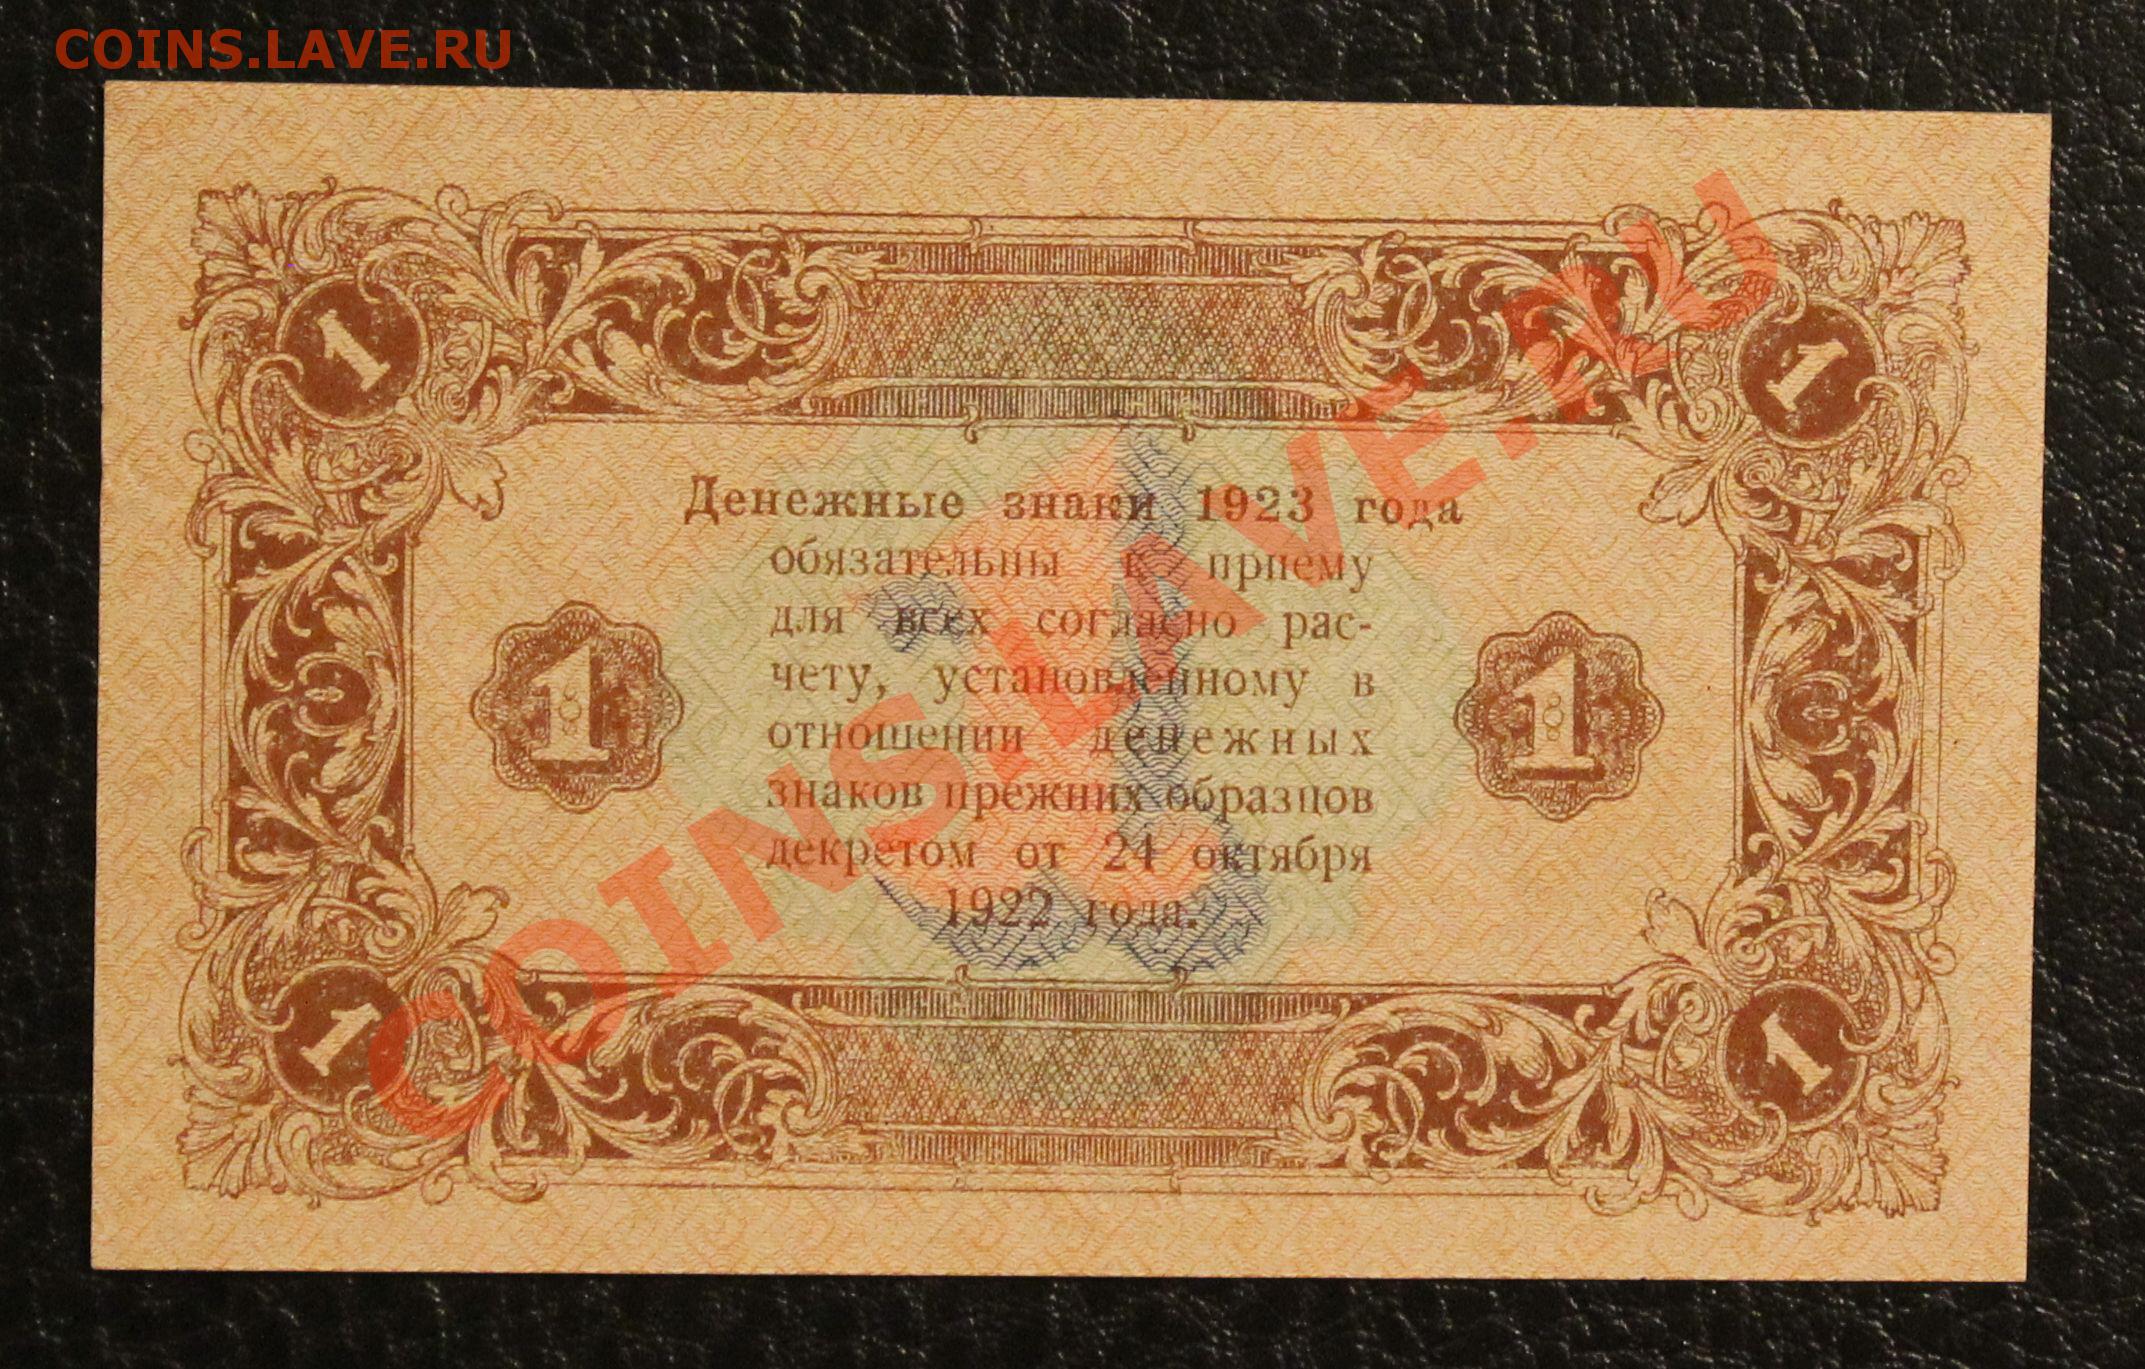 COINS.LAVE.RU
1 1
Денежные знаки 1923 года
обязательны к приему
для всех согласно рас-
чету, установленному в
отношении денежных
знаков прежних образцов
декретом от 24 октября
1922 года.
1 1
1 1
COINS.LAVE.RU